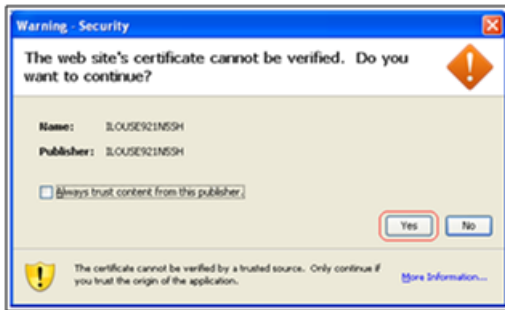 Warning - Security
The web site's certificate cannot be verified. Do you
want to continue?
Name: ILOUSE921NSSH
Publisher: ILOUSE921NSSH
Always trust content from this publisher.
Yes No
The certificate cannot be verified by a trusted source. Only continue if
you trust the origin of the application.
More Information...